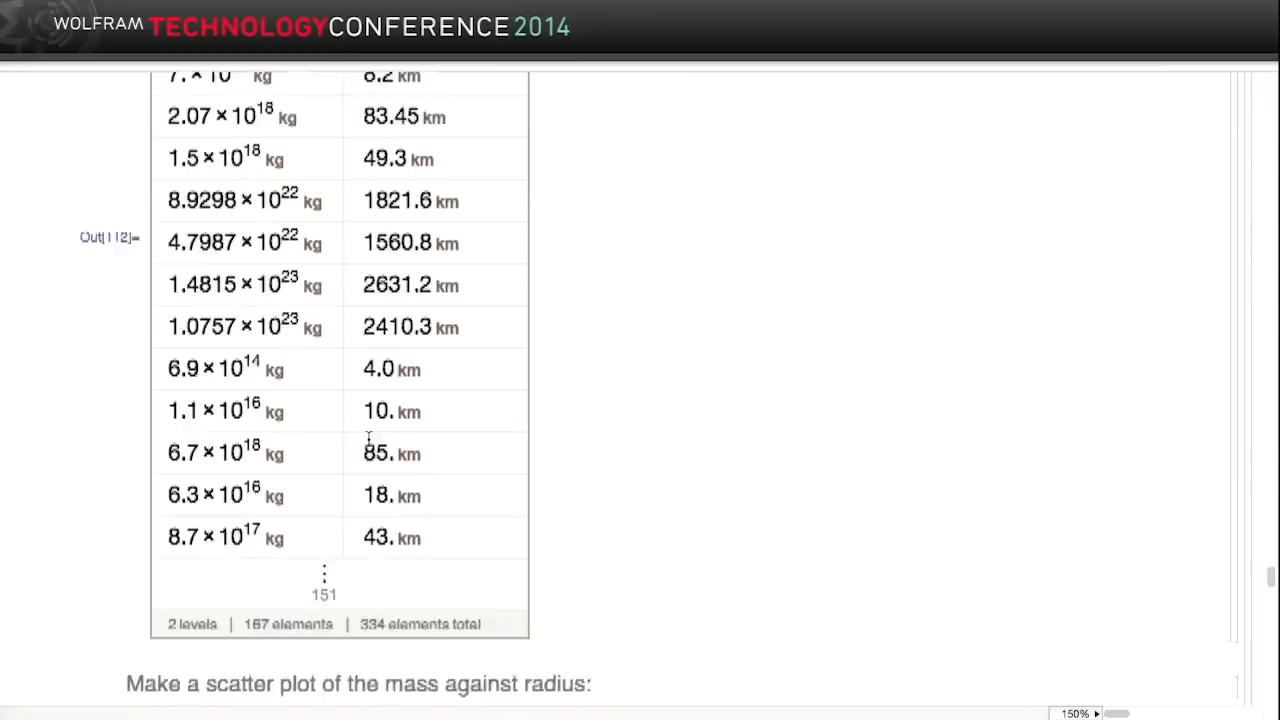 WOLFRAM TECHNOLOGYCONFERENCE 2014
kg 6.2 km
2.07 × 10^18 kg 83.45 km
1.5 × 10^18 kg 49.3 km
8.9298 × 10^22 kg 1821.6 km
Out[112]= 4.7987 × 10^22 kg 1560.8 km
1.4815 × 10^23 kg 2631.2 km
1.0757 × 10^23 kg 2410.3 km
6.9 × 10^14 kg 4.0 km
1.1 × 10^16 kg 10. km
6.7 × 10^18 kg 85. km
6.3 × 10^16 kg 18. km
8.7 × 10^17 kg 43. km
⋮
151
2 levels | 167 elements | 334 elements total
Make a scatter plot of the mass against radius:
150%